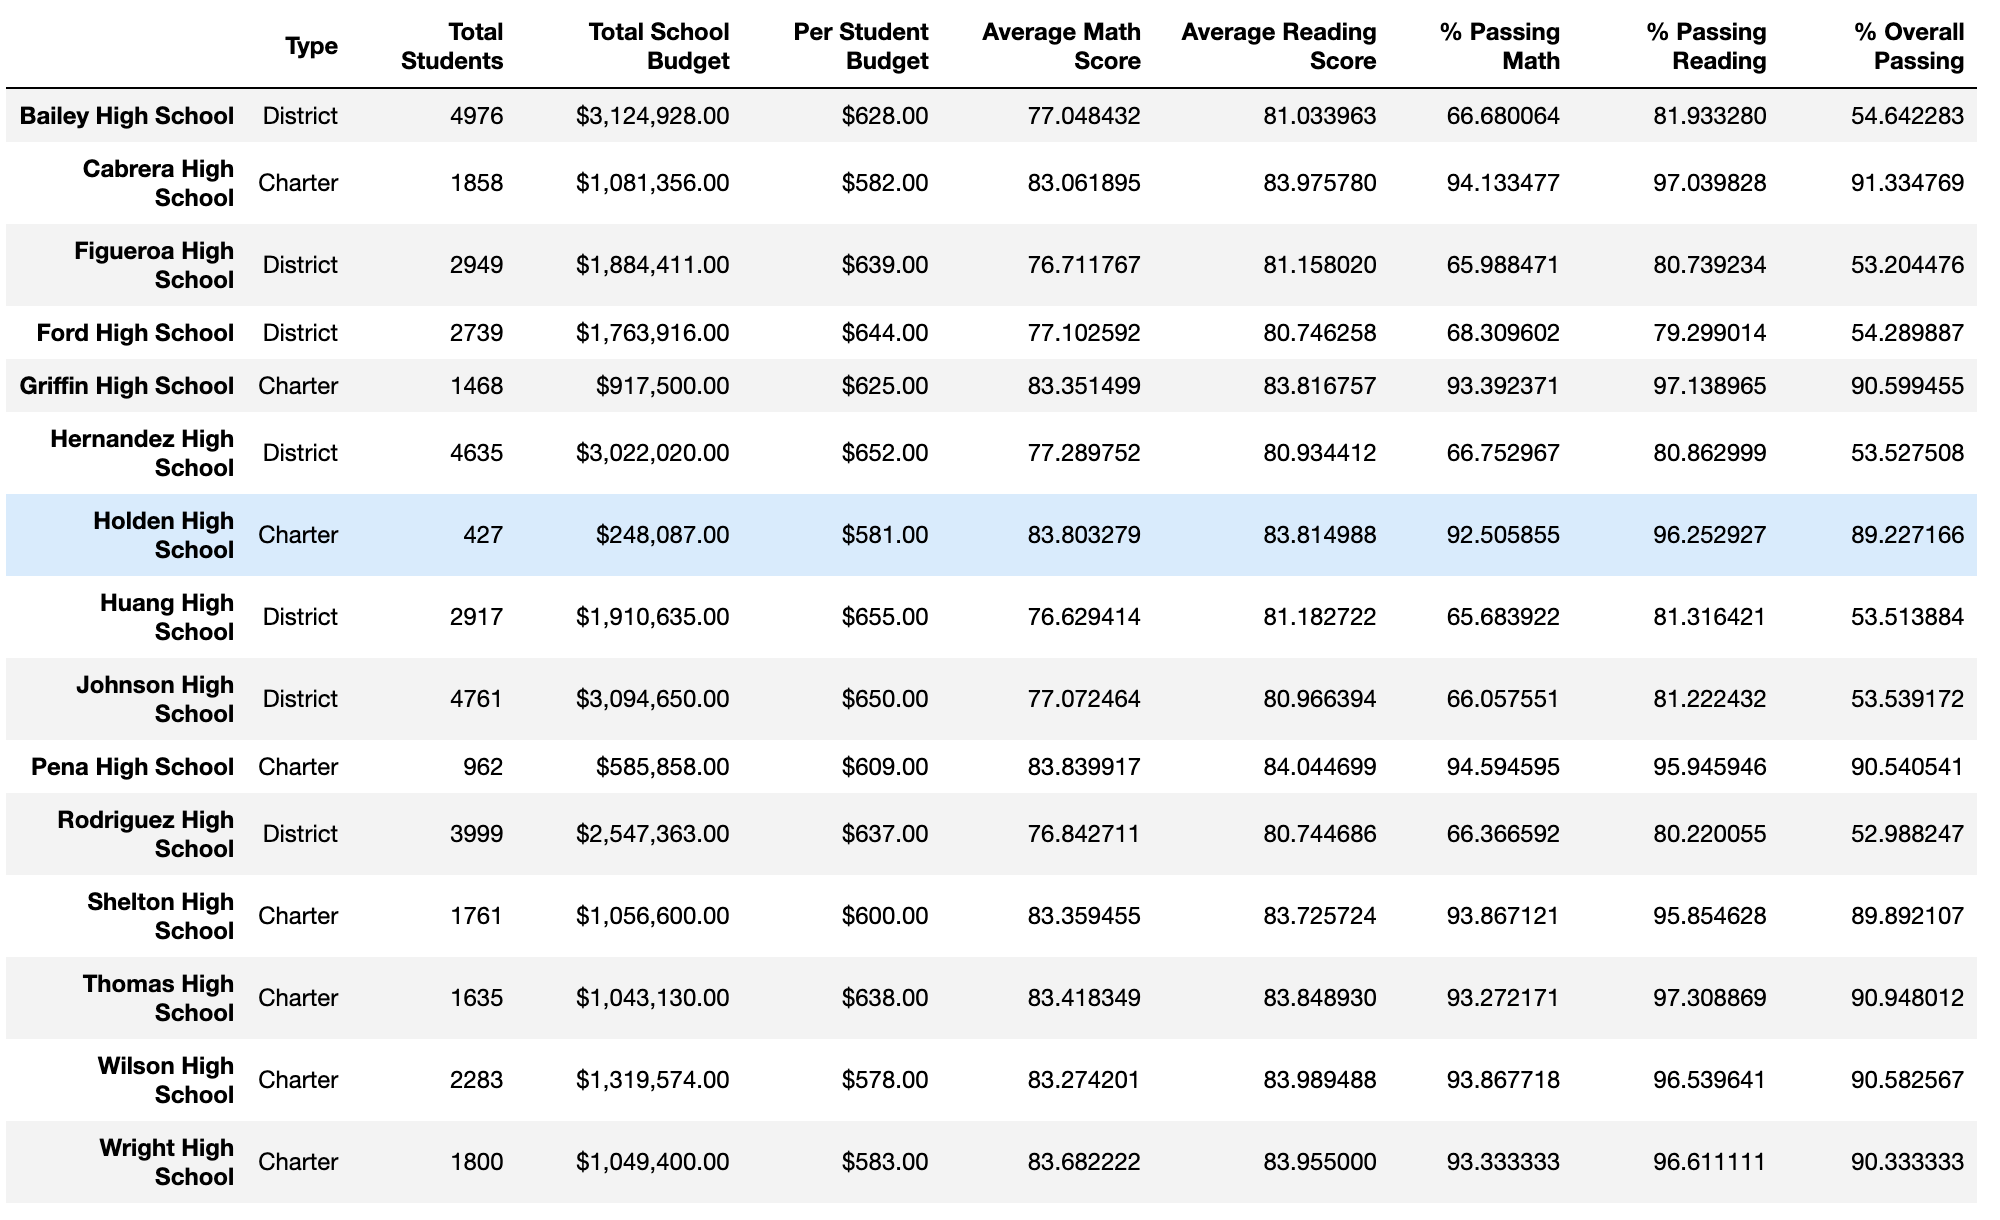 Type Total Students Total School Budget Per Student Budget Average Math Score Average Reading Score % Passing Math % Passing Reading % Overall Passing
Bailey High School District 4976 $3,124,928.00 $628.00 77.048432 81.033963 66.680064 81.933280 54.642283
Cabrera High School Charter 1858 $1,081,356.00 $582.00 83.061895 83.975780 94.133477 97.039828 91.334769
Figueroa High School District 2949 $1,884,411.00 $639.00 76.711767 81.158020 65.988471 80.739234 53.204476
Ford High School District 2739 $1,763,916.00 $644.00 77.102592 80.746258 68.309602 79.299014 54.289887
Griffin High School Charter 1468 $917,500.00 $625.00 83.351499 83.816757 93.392371 97.138965 90.599455
Hernandez High School District 4635 $3,022,020.00 $652.00 77.289752 80.934412 66.752967 80.862999 53.527508
Holden High School Charter 427 $248,087.00 $581.00 83.803279 83.814988 92.505855 96.252927 89.227166
Huang High School District 2917 $1,910,635.00 $655.00 76.629414 81.182722 65.683922 81.316421 53.513884
Johnson High School District 4761 $3,094,650.00 $650.00 77.072464 80.966394 66.057551 81.222432 53.539172
Pena High School Charter 962 $585,858.00 $609.00 83.839917 84.044699 94.594595 95.945946 90.540541
Rodriguez High School District 3999 $2,547,363.00 $637.00 76.842711 80.744686 66.366592 80.220055 52.988247
Shelton High School Charter 1761 $1,056,600.00 $600.00 83.359455 83.725724 93.867121 95.854628 89.892107
Thomas High School Charter 1635 $1,043,130.00 $638.00 83.418349 83.848930 93.272171 97.308869 90.948012
Wilson High School Charter 2283 $1,319,574.00 $578.00 83.274201 83.989488 93.867718 96.539641 90.582567
Wright High School Charter 1800 $1,049,400.00 $583.00 83.682222 83.955000 93.333333 96.611111 90.333333